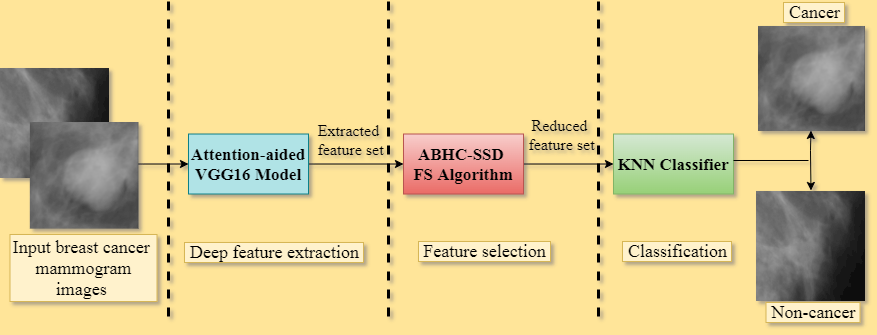 Cancer
Extracted
feature set
Reduced
feature set
Attention-aided
VGG16 Model
ABHC-SSD
FS Algorithm
KNN Classifier
Input breast cancer
mammogram
images
Deep feature extraction
Feature selection
Classification
Non-cancer